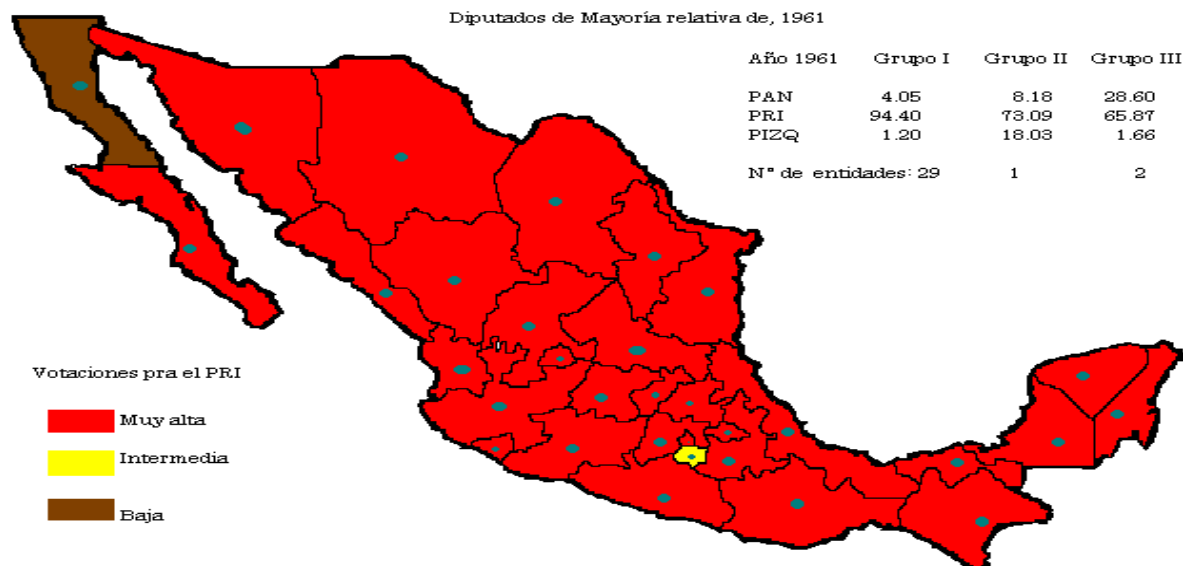 Diputados de Mayoría relativa de, 1961
Año 1961 Grupo I Grupo II Grupo III
PAN 4.05 8.18 28.60
PRI 94.40 73.09 65.87
PIZQ 1.20 18.03 1.66
N° de entidades: 29 1 2
Votaciones pra el PRI
Muy alta
Intermedia
Baja